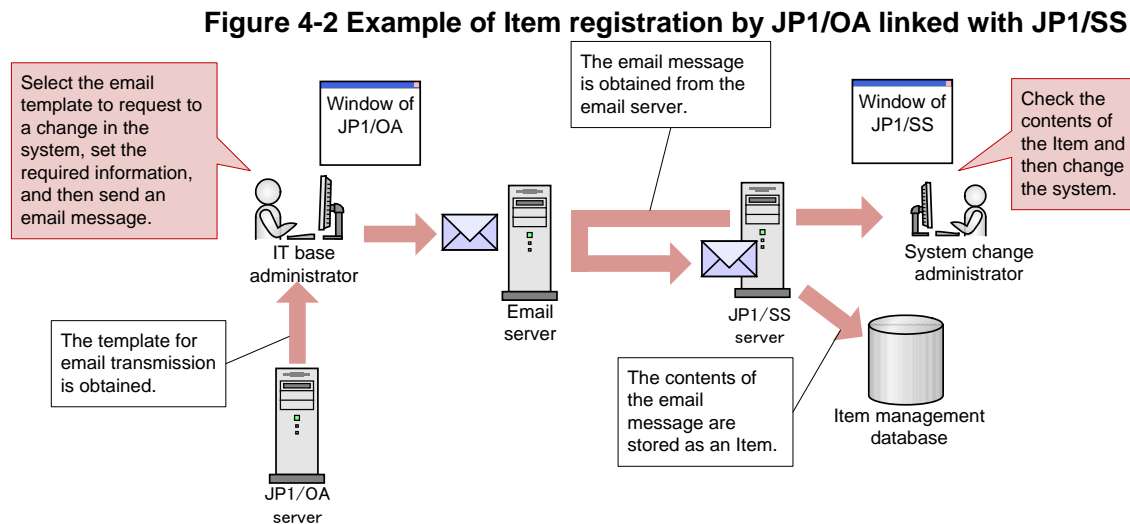 Figure 4-2 Example of Item registration by JP1/OA linked with JP1/SS
Select the email
template to request to
a change in the
system, set the
required information,
and then send an
email message.
Window of
JP1/OA
The email message
is obtained from the
email server.
Window of
JP1/SS
Check the
contents of
the Item and
then change
the system.
IT base
administrator
Email
server
JP1/SS
server
System change
administrator
The template for
email transmission
is obtained.
The contents of
the email
message are
stored as an Item.
Item management
database
JP1/OA
server